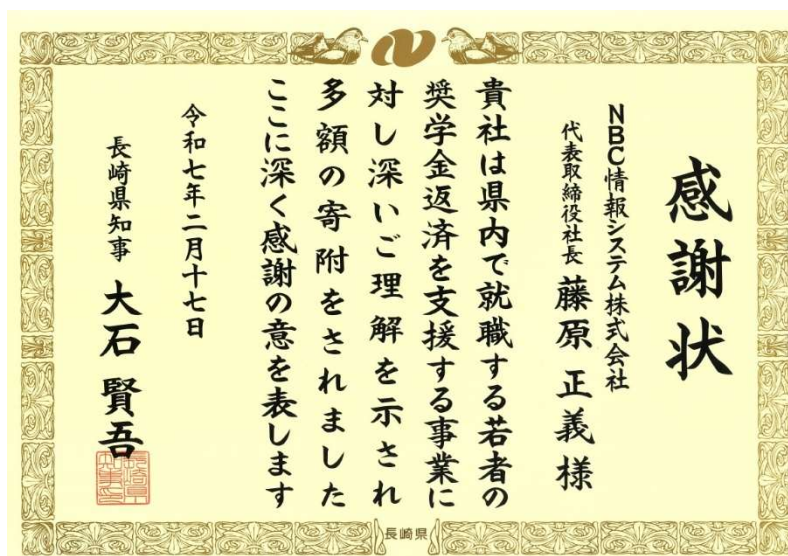 感謝状
NBC情報システム株式会社
代表取締役社長 藤原 正義 様
貴社は県内で就職する若者の
奨学金返済を支援する事業に
対し深いご理解を示され
多額の寄附をされました
ここに深く感謝の意を表します
令和七年二月十七日
長崎県知事 大石 賢吾
長崎県